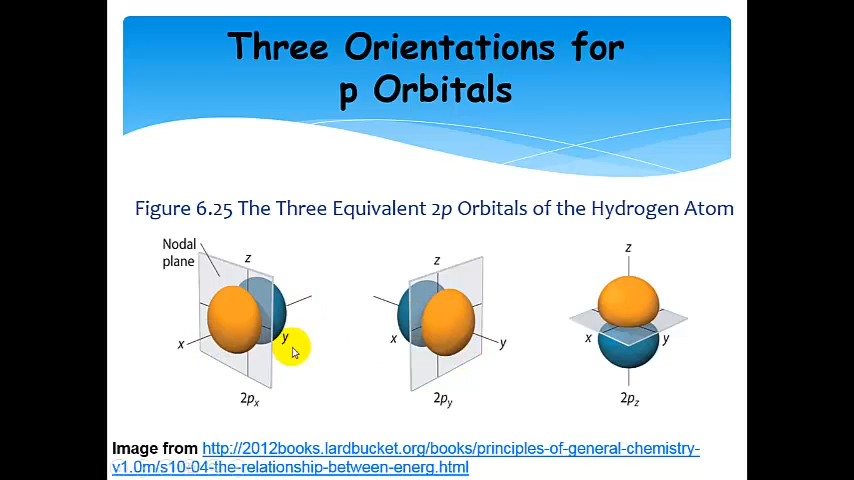 Three Orientations for
p Orbitals
Figure 6.25 The Three Equivalent 2p Orbitals of the Hydrogen Atom
Nodal
plane
z
x
y
2px
z
x
y
2py
z
x
y
2pz
Image from http://2012books.lardbucket.org/books/principles-of-general-chemistry-
v1.0m/s10-04-the-relationship-between-energ.html